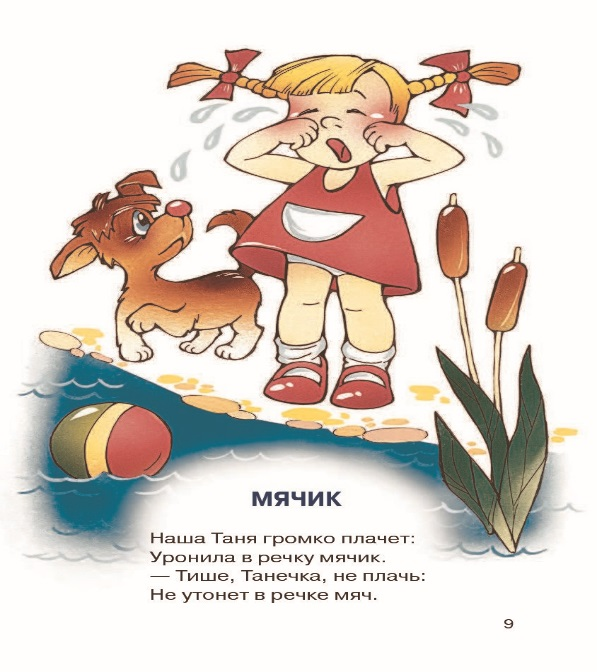 МЯЧИК
Наша Таня громко плачет:
Уронила в речку мячик.
— Тише, Танечка, не плачь:
Не утонет в речке мяч.
9